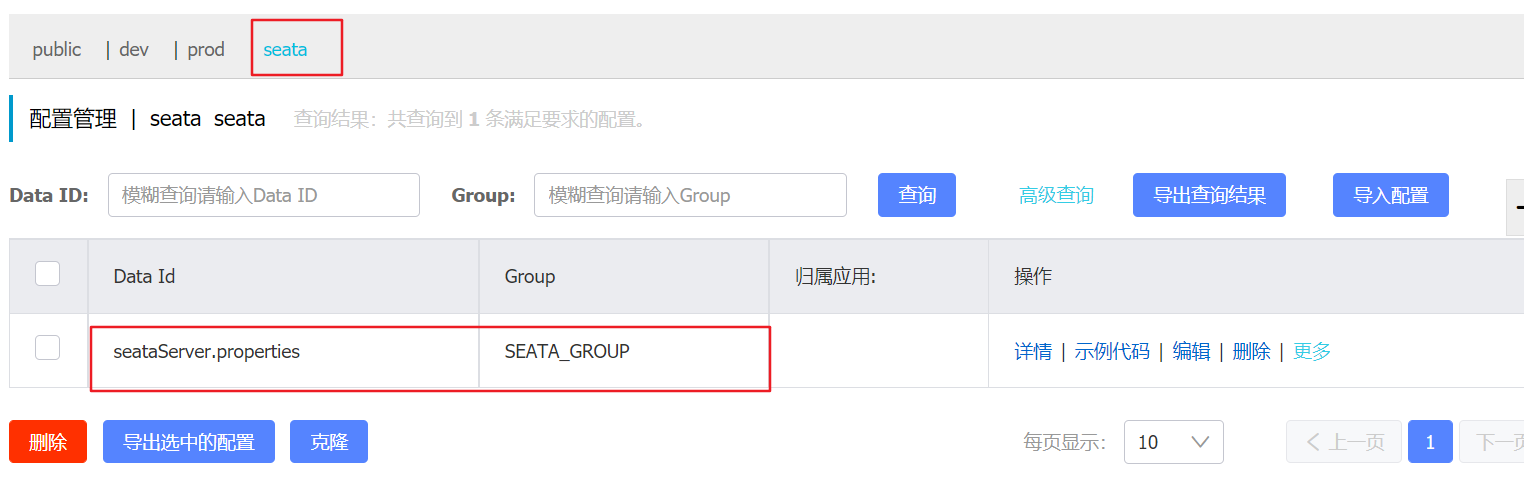 public | dev | prod seata
配置管理 | seata seata 查询结果：共查询到 1 条满足要求的配置。
Data ID: 模糊查询请输入Data ID Group: 模糊查询请输入Group 查询 高级查询 导出查询结果 导入配置
Data Id Group 归属应用: 操作
seataServer.properties SEATA_GROUP 详情 | 示例代码 | 编辑 | 删除 | 更多
删除 导出选中的配置 克隆 每页显示: 10 上一页 1 下一页